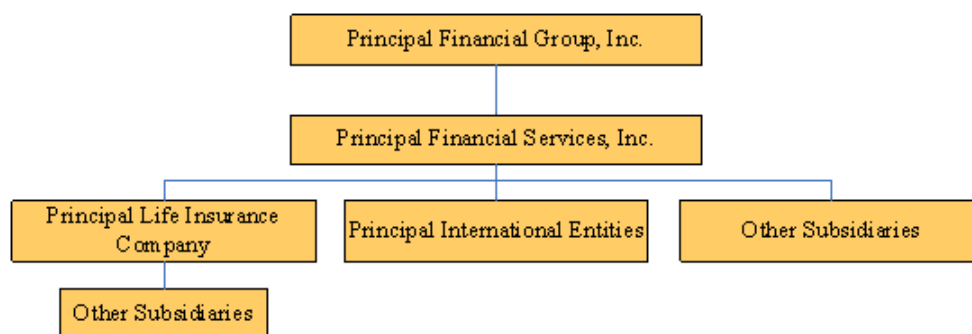 Principal Financial Group, Inc.
Principal Financial Services, Inc.
Principal Life Insurance
Company
Principal International Entities
Other Subsidiaries
Other Subsidiaries